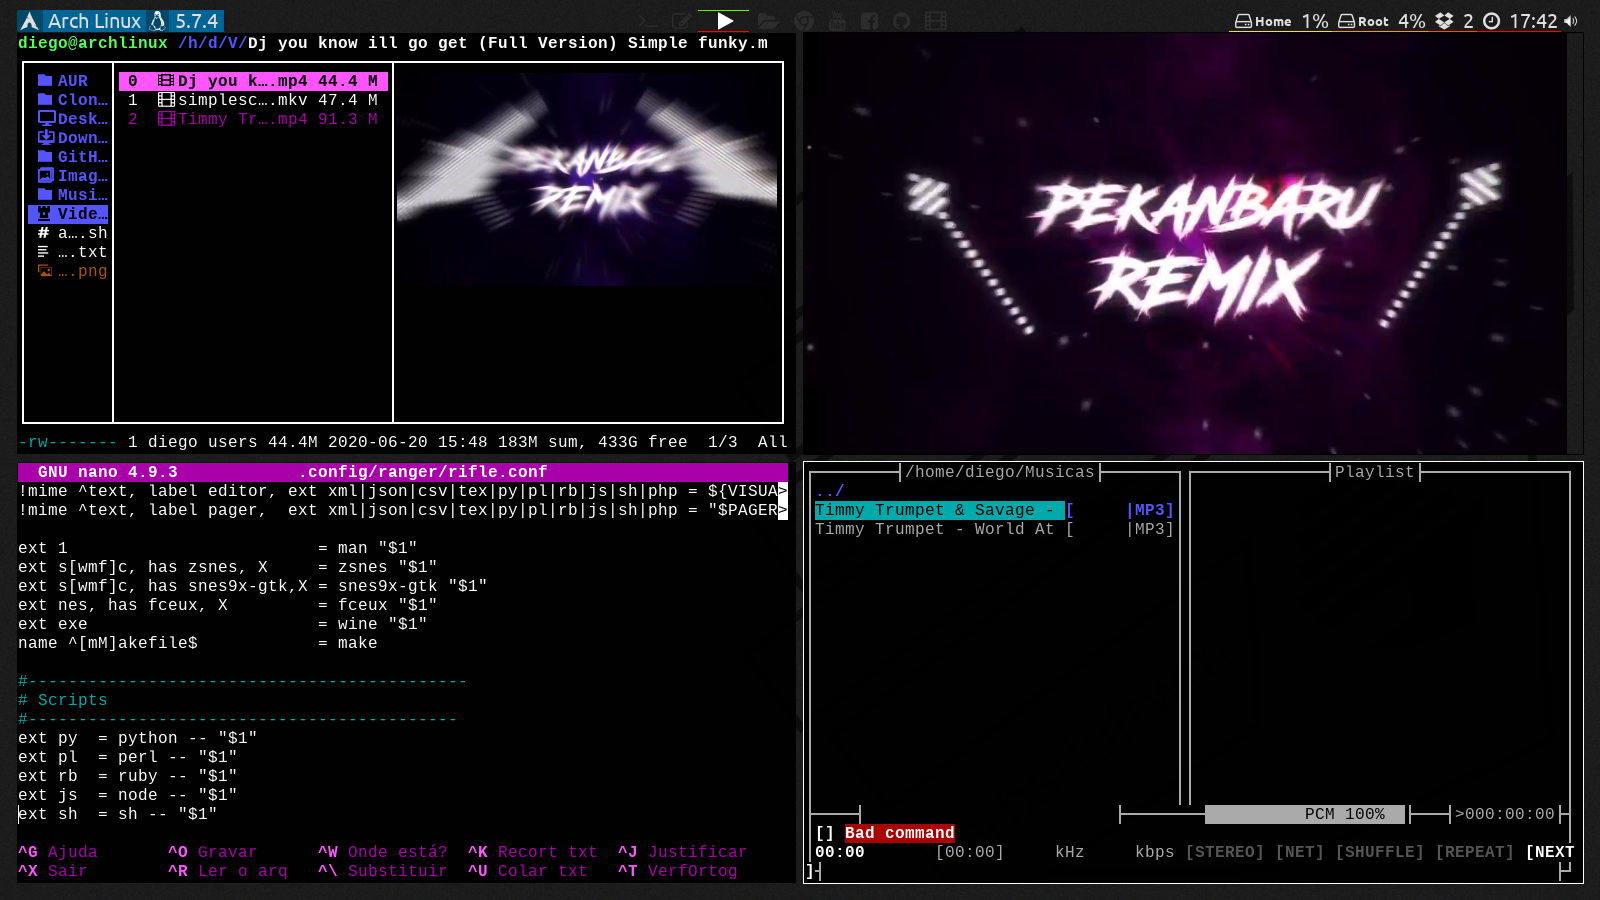 Arch Linux 5.7.4
Home 1% Root 4% 2 17:42
diego@archlinux /h/d/V/Dj you know ill go get (Full Version) Simple funky.m
AUR
Clon…
Desk…
Down…
GitH…
Imag…
Musi…
Vide…
# a….sh
….txt
….png
0 Dj you k….mp4 44.4 M
1 simplesc….mkv 47.4 M
2 Timmy Tr….mp4 91.3 M
PEKANBARU
REMIX
-rw------- 1 diego users 44.4M 2020-06-20 15:48 183M sum, 433G free 1/3 All
PEKANBARU
REMIX
GNU nano 4.9.3 .config/ranger/rifle.conf
!mime ^text, label editor, ext xml|json|csv|tex|py|pl|rb|js|sh|php = ${VISUA>
!mime ^text, label pager,  ext xml|json|csv|tex|py|pl|rb|js|sh|php = "$PAGER>
ext 1                         = man "$1"
ext s[wmf]c, has zsnes, X     = zsnes "$1"
ext s[wmf]c, has snes9x-gtk,X = snes9x-gtk "$1"
ext nes, has fceux, X         = fceux "$1"
ext exe                       = wine "$1"
name ^[mM]akefile$            = make
#--------------------------------------------
# Scripts
#-------------------------------------------
ext py  = python -- "$1"
ext pl  = perl -- "$1"
ext rb  = ruby -- "$1"
ext js  = node -- "$1"
ext sh  = sh -- "$1"
^G Ajuda ^O Gravar ^W Onde está? ^K Recort txt ^J Justificar
^X Sair ^R Ler o arq ^\ Substituir ^U Colar txt ^T VerfOrtog
/home/diego/Musicas
../
Timmy Trumpet & Savage - [ |MP3]
Timmy Trumpet - World At [ |MP3]
Playlist
PCM 100% >000:00:00
[] Bad command
00:00 [00:00] kHz kbps [STEREO] [NET] [SHUFFLE] [REPEAT] [NEXT
]